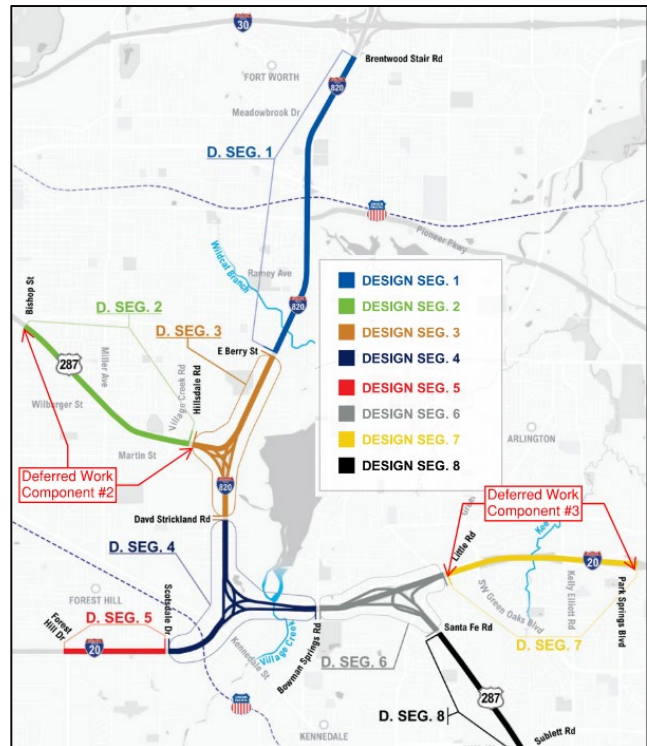 30
Brentwood Stair Rd
FORT WORTH
820
Meadowbrook Dr
D. SEG. 1
Pioneer Pkwy
Wildcat Branch
Ramey Ave
820
DESIGN SEG. 1
DESIGN SEG. 2
DESIGN SEG. 3
DESIGN SEG. 4
DESIGN SEG. 5
DESIGN SEG. 6
DESIGN SEG. 7
DESIGN SEG. 8
Bishop St
D. SEG. 2
D. SEG. 3
E Berry St
287
Miller Ave
Village Creek Rd
Hillsdale Rd
Wilbarger St
Martin St
ARLINGTON
Deferred Work
Component #2
820
Deferred Work
Component #3
Davd Strickland Rd
Little Rd
Kee
D. SEG. 4
20
FOREST HILL
Scotsdale Dr
SW Green Oaks Blvd
Kelly Elliott Rd
Park Springs Blvd
Forest
Hill Dr
D. SEG. 5
20
Kennedale St
Village Creek
Bowman Springs Rd
Santa Fe Rd
D. SEG. 6
D. SEG. 7
287
D. SEG. 8
Sublett Rd
KENNEDALE